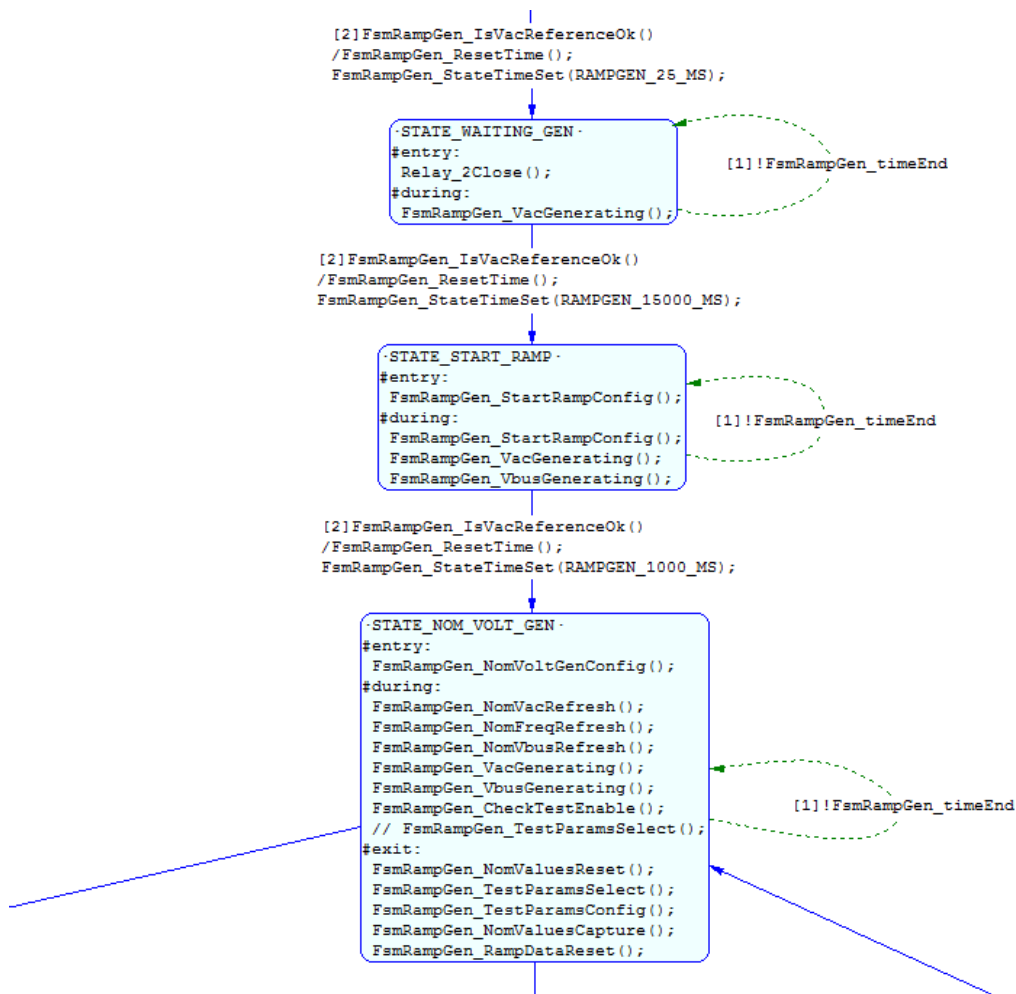 [2]FsmRampGen_IsVacReferenceOk()
/FsmRampGen_ResetTime();
FsmRampGen_StateTimeSet(RAMPGEN_25_MS);
·STATE_WAITING_GEN·
#entry:
Relay_2Close();
#during:
FsmRampGen_VacGenerating();
[1]!FsmRampGen_timeEnd
[2]FsmRampGen_IsVacReferenceOk()
/FsmRampGen_ResetTime();
FsmRampGen_StateTimeSet(RAMPGEN_15000_MS);
·STATE_START_RAMP·
#entry:
FsmRampGen_StartRampConfig();
#during:
FsmRampGen_StartRampConfig();
FsmRampGen_VacGenerating();
FsmRampGen_VbusGenerating();
[1]!FsmRampGen_timeEnd
[2]FsmRampGen_IsVacReferenceOk()
/FsmRampGen_ResetTime();
FsmRampGen_StateTimeSet(RAMPGEN_1000_MS);
·STATE_NOM_VOLT_GEN·
#entry:
FsmRampGen_NomVoltGenConfig();
#during:
FsmRampGen_NomVacRefresh();
FsmRampGen_NomFreqRefresh();
FsmRampGen_NomVbusRefresh();
FsmRampGen_VacGenerating();
FsmRampGen_VbusGenerating();
FsmRampGen_CheckTestEnable();
// FsmRampGen_TestParamsSelect();
#exit:
FsmRampGen_NomValuesReset();
FsmRampGen_TestParamsSelect();
FsmRampGen_TestParamsConfig();
FsmRampGen_NomValuesCapture();
FsmRampGen_RampDataReset();
[1]!FsmRampGen_timeEnd